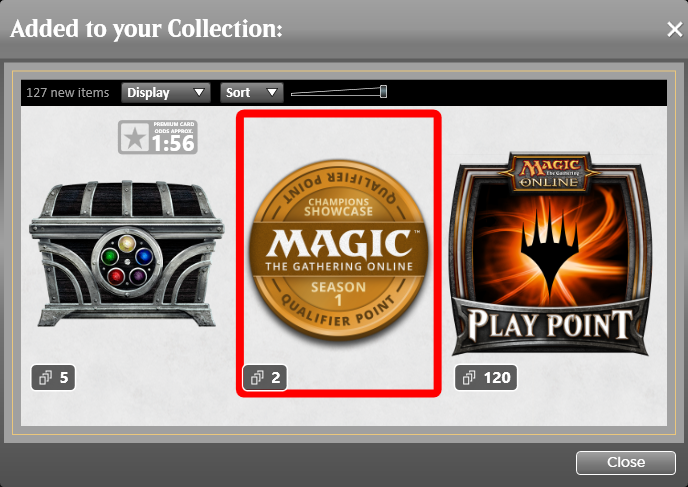 Added to your Collection:
127 new items Display Sort
PREMIUM CARD
ODDS APPROX.
1:56
QUALIFIER POINT
CHAMPIONS
SHOWCASE
MAGIC™
THE GATHERING ONLINE
SEASON
1
QUALIFIER POINT
MAGIC
The Gathering
ONLINE
PLAY POINT
5
2
120
Close